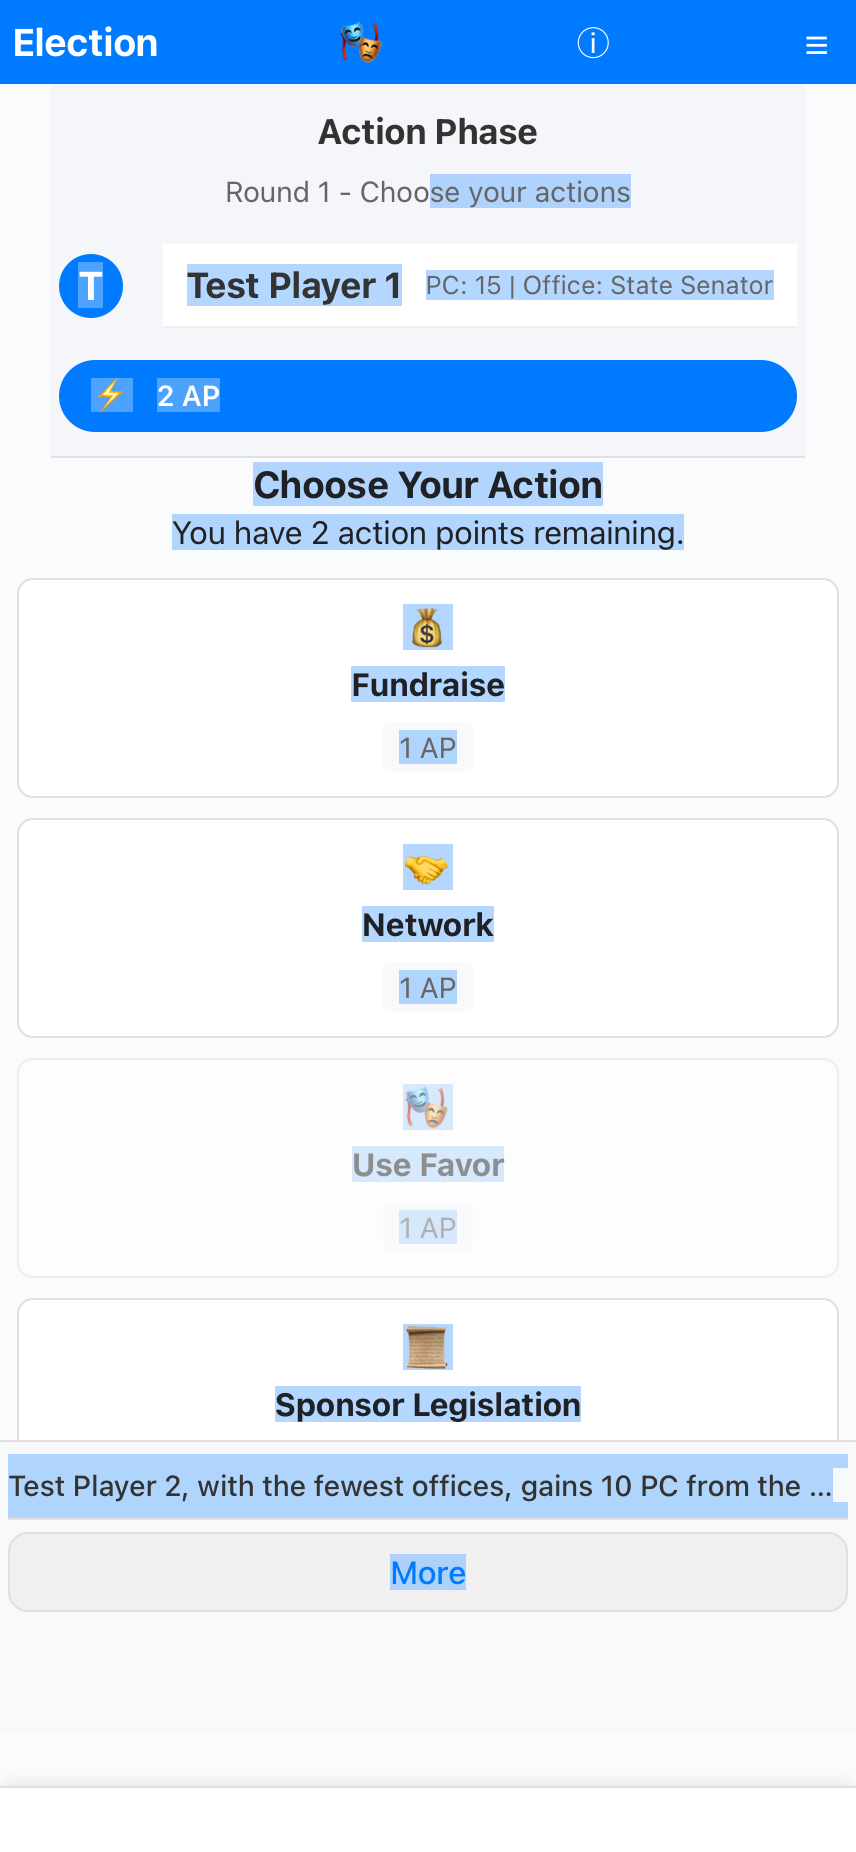 Election
Action Phase
Round 1 - Choose your actions
T
Test Player 1 PC: 15 | Office: State Senator
2 AP
Choose Your Action
You have 2 action points remaining.
Fundraise
1 AP
Network
1 AP
Use Favor
1 AP
Sponsor Legislation
Test Player 2, with the fewest offices, gains 10 PC from the ...
More